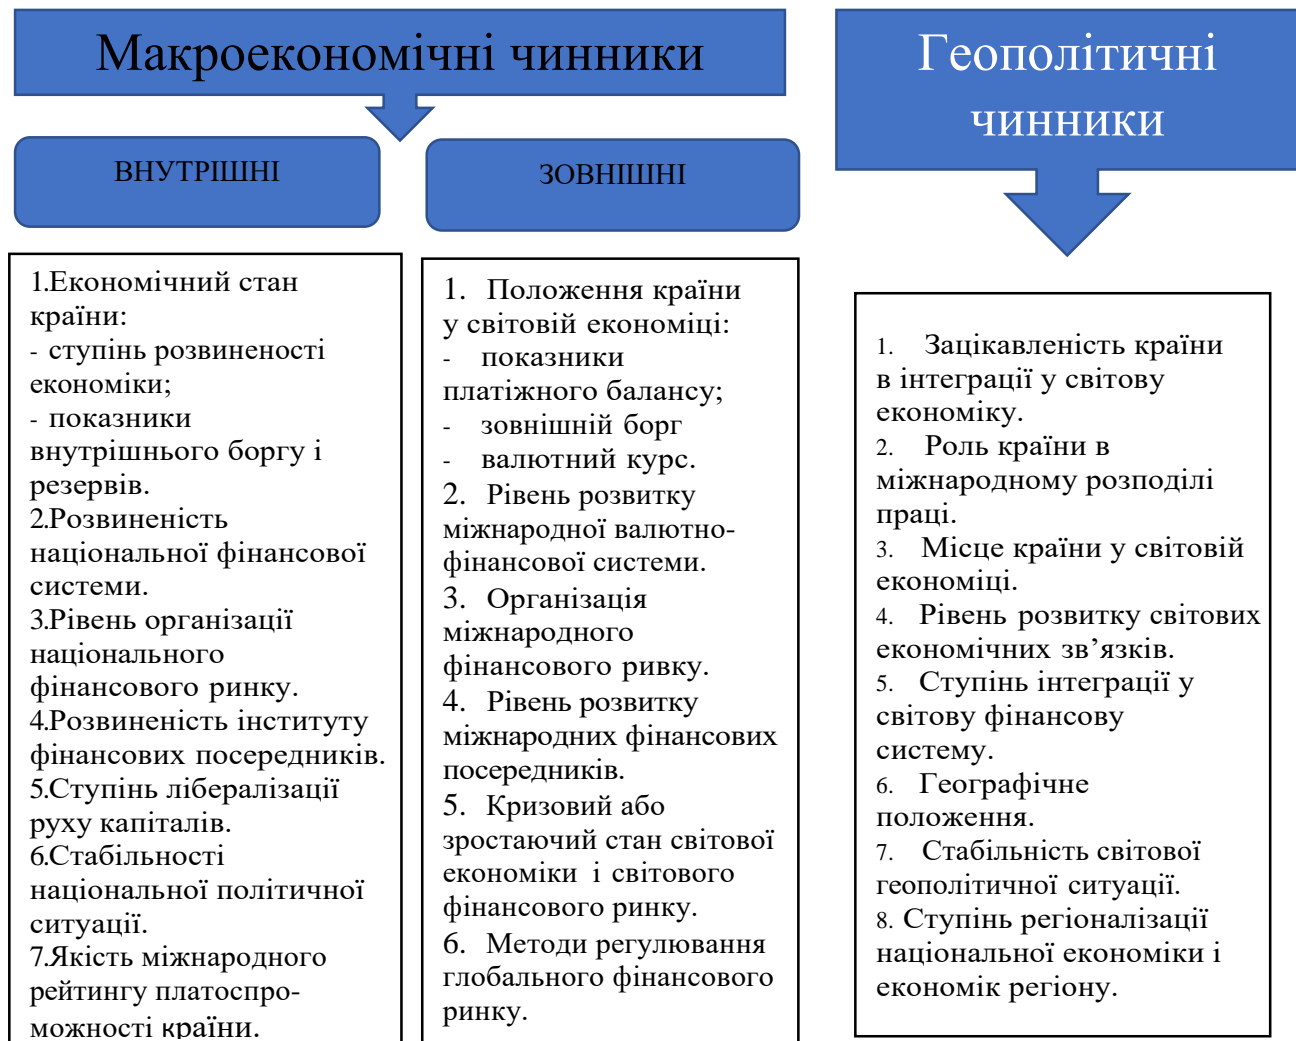 Макроекономічні чинники
ВНУТРІШНІ
1.Економічний стан
країни:
- ступінь розвиненості
економіки;
- показники
внутрішнього боргу і
резервів.
2.Розвиненість
національної фінансової
системи.
3.Рівень організації
національного
фінансового ринку.
4.Розвиненість інституту
фінансових посередників.
5.Ступінь лібералізації
руху капіталів.
6.Стабільності
національної політичної
ситуації.
7.Якість міжнародного
рейтингу платоспро-
можності країни.
ЗОВНІШНІ
1. Положення країни
у світовій економіці:
- показники
платіжного балансу;
- зовнішній борг
- валютний курс.
2. Рівень розвитку
міжнародної валютно-
фінансової системи.
3. Організація
міжнародного
фінансового ривку.
4. Рівень розвитку
міжнародних фінансових
посередників.
5. Кризовий або
зростаючий стан світової
економіки і світового
фінансового ринку.
6. Методи регулювання
глобального фінансового
ринку.
Геополітичні
чинники
1. Зацікавленість країни
в інтеграції у світову
економіку.
2. Роль країни в
міжнародному розподілі
праці.
3. Місце країни у світовій
економіці.
4. Рівень розвитку світових
економічних зв’язків.
5. Ступінь інтеграції у
світову фінансову
систему.
6. Географічне
положення.
7. Стабільність світової
геополітичної ситуації.
8. Ступінь регіоналізації
національної економіки і
економік регіону.